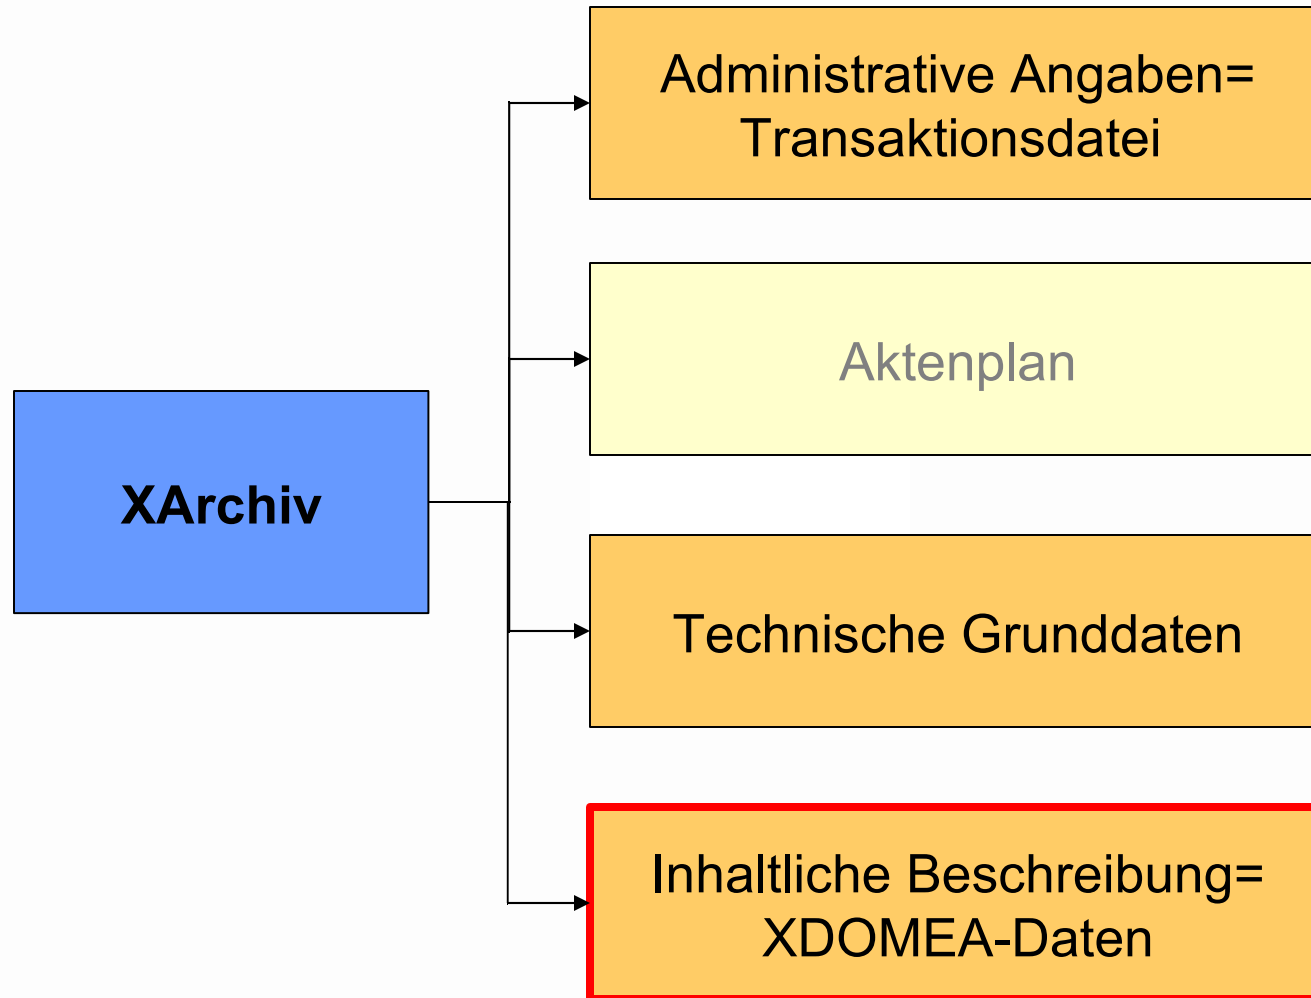 Administrative Angaben=
Transaktionsdatei
Aktenplan
XArchiv
Technische Grunddaten
Inhaltliche Beschreibung=
XDOMEA-Daten